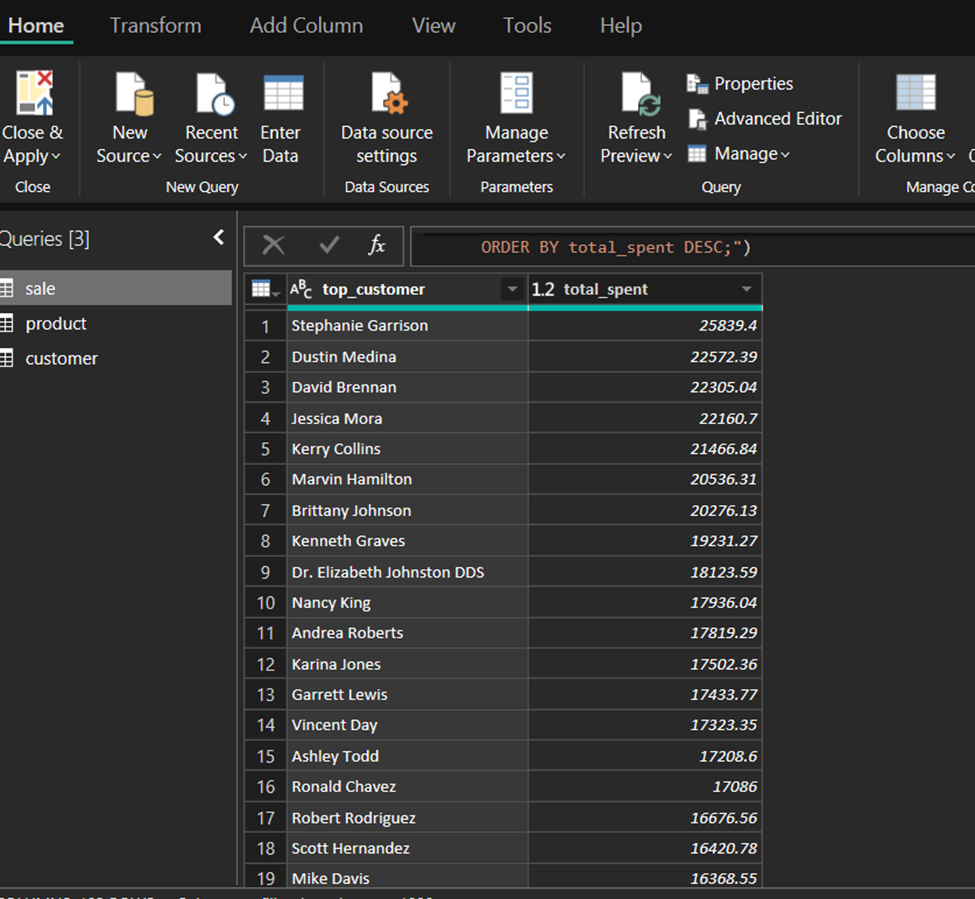 Home Transform Add Column View Tools Help
Close & Apply
New Source
Recent Sources
Enter Data
Data source settings
Manage Parameters
Refresh Preview
Properties
Advanced Editor
Manage
Choose Columns
Close New Query Data Sources Parameters Query Manage
Queries [3]
fx
ORDER BY total_spent DESC;")
sale
product
customer
ABC top_customer 1.2 total_spent
1 Stephanie Garrison 25839.4
2 Dustin Medina 22572.39
3 David Brennan 22305.04
4 Jessica Mora 22160.7
5 Kerry Collins 21466.84
6 Marvin Hamilton 20536.31
7 Brittany Johnson 20276.13
8 Kenneth Graves 19231.27
9 Dr. Elizabeth Johnston DDS 18123.59
10 Nancy King 17936.04
11 Andrea Roberts 17819.29
12 Karina Jones 17502.36
13 Garrett Lewis 17433.77
14 Vincent Day 17323.35
15 Ashley Todd 17208.6
16 Ronald Chavez 17086
17 Robert Rodriguez 16676.56
18 Scott Hernandez 16420.78
19 Mike Davis 16368.55